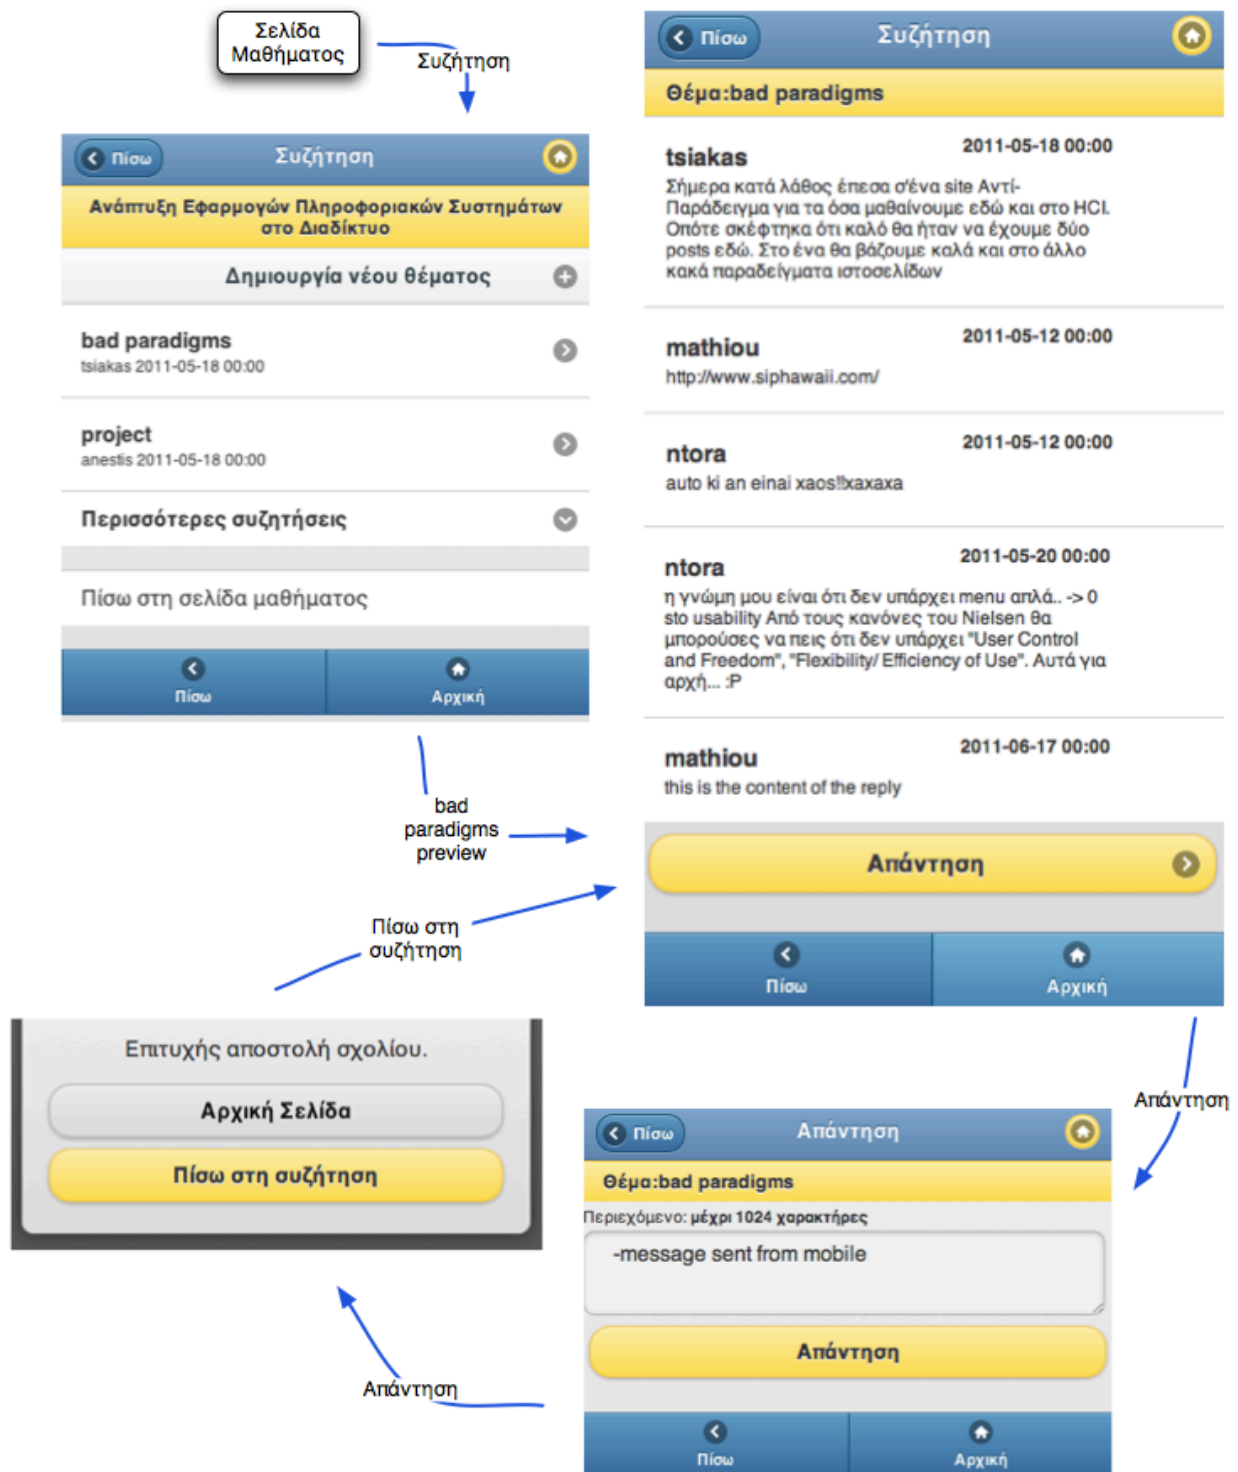 Σελίδα
Μαθήματος
Συζήτηση
Πίσω
Συζήτηση
Ανάπτυξη Εφαρμογών Πληροφοριακών Συστημάτων
στο Διαδίκτυο
Δημιουργία νέου θέματος
bad paradigms
tsiakas 2011-05-18 00:00
project
anestis 2011-05-18 00:00
Περισσότερες συζητήσεις
Πίσω στη σελίδα μαθήματος
Πίσω
Αρχική
bad
paradigms
preview
Πίσω
Συζήτηση
Θέμα:bad paradigms
tsiakas
2011-05-18 00:00
Σήμερα κατά λάθος έπεσα σ'ένα site Αντί-
Παράδειγμα για τα όσα μαθαίνουμε εδώ και στο HCI.
Οπότε σκέφτηκα ότι καλό θα ήταν να έχουμε δύο
posts εδώ. Στο ένα θα βάζουμε καλά και στο άλλο
κακά παραδείγματα ιστοσελίδων
mathiou
2011-05-12 00:00
http://www.siphawaii.com/
ntora
2011-05-12 00:00
auto ki an einai xaos!!xaxaxa
ntora
2011-05-20 00:00
η γνώμη μου είναι ότι δεν υπάρχει menu απλά.. -> 0
sto usability Από τους κανόνες του Nielsen θα
μπορούσες να πεις ότι δεν υπάρχει "User Control
and Freedom", "Flexibility/ Efficiency of Use". Αυτά για
αρχή... :P
mathiou
2011-06-17 00:00
this is the content of the reply
Απάντηση
Πίσω
Αρχική
Απάντηση
Πίσω
Απάντηση
Θέμα:bad paradigms
Περιεχόμενο: μέχρι 1024 χαρακτήρες
-message sent from mobile
Απάντηση
Πίσω
Αρχική
Απάντηση
Επιτυχής αποστολή σχολίου.
Αρχική Σελίδα
Πίσω στη συζήτηση
Πίσω στη
συζήτηση